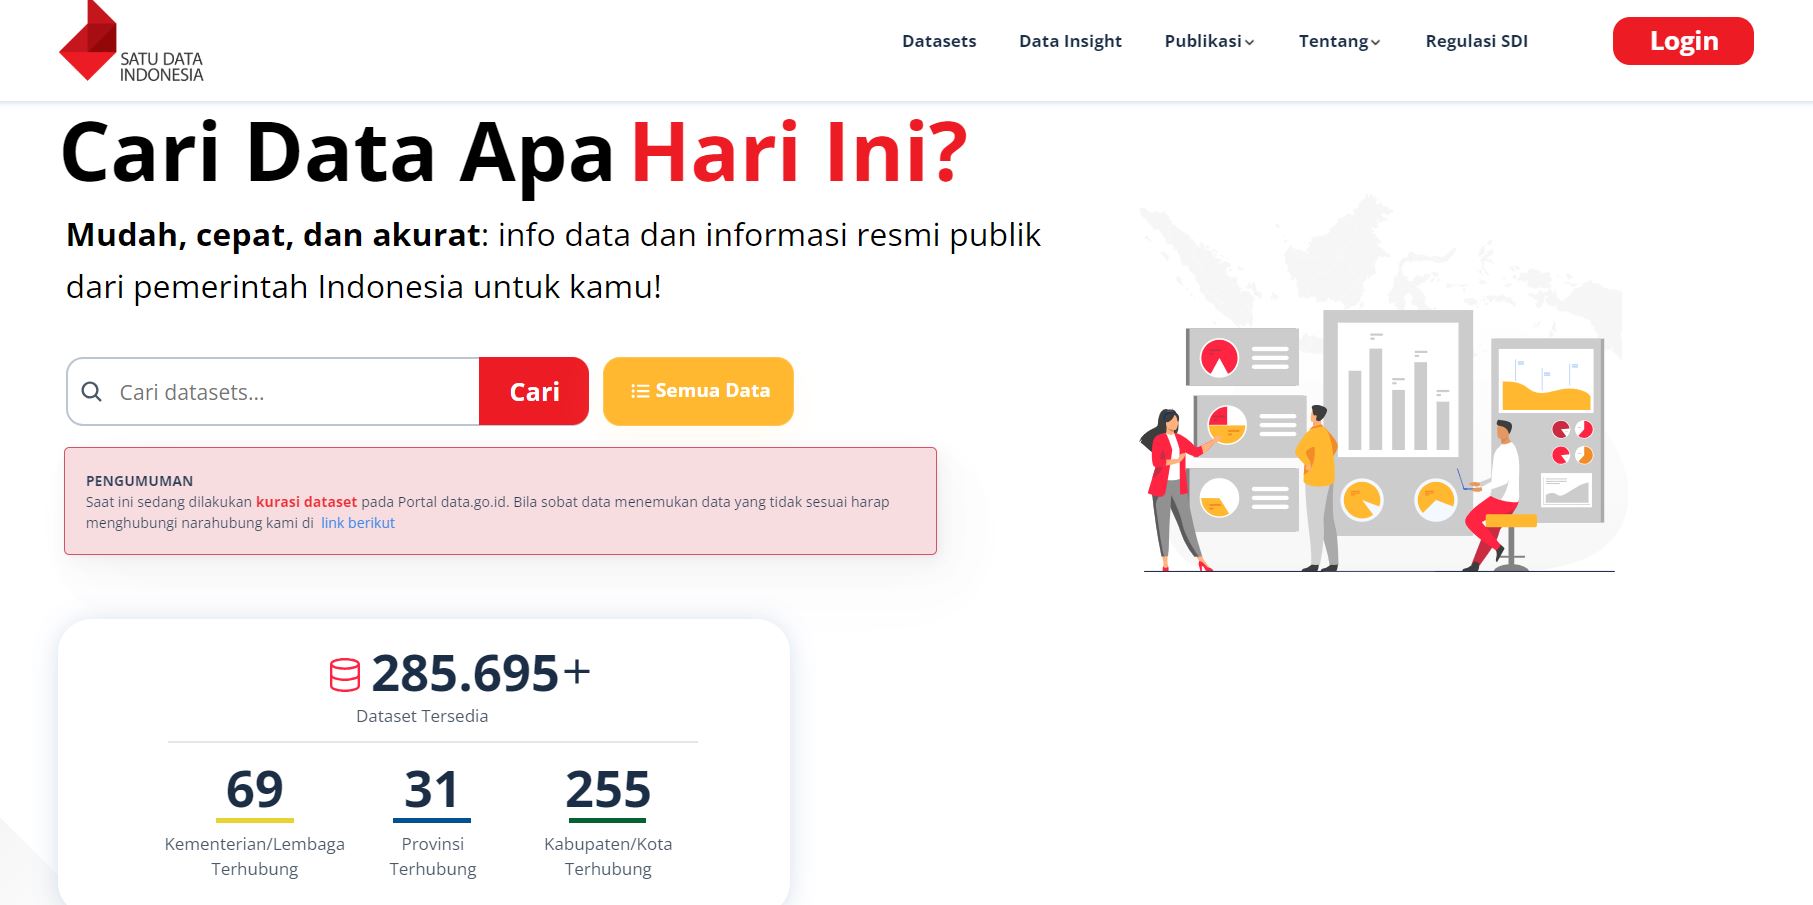 SATU DATA
INDONESIA
Datasets
Data Insight
Publikasi
Tentang
Regulasi SDI
Login
Cari Data Apa Hari Ini?
Mudah, cepat, dan akurat: info data dan informasi resmi publik
dari pemerintah Indonesia untuk kamu!
Cari datasets...
Cari
Semua Data
PENGUMUMAN
Saat ini sedang dilakukan kurasi dataset pada Portal data.go.id. Bila sobat data menemukan data yang tidak sesuai harap
menghubungi narahubung kami di link berikut
285.695+
Dataset Tersedia
69
Kementerian/Lembaga
Terhubung
31
Provinsi
Terhubung
255
Kabupaten/Kota
Terhubung